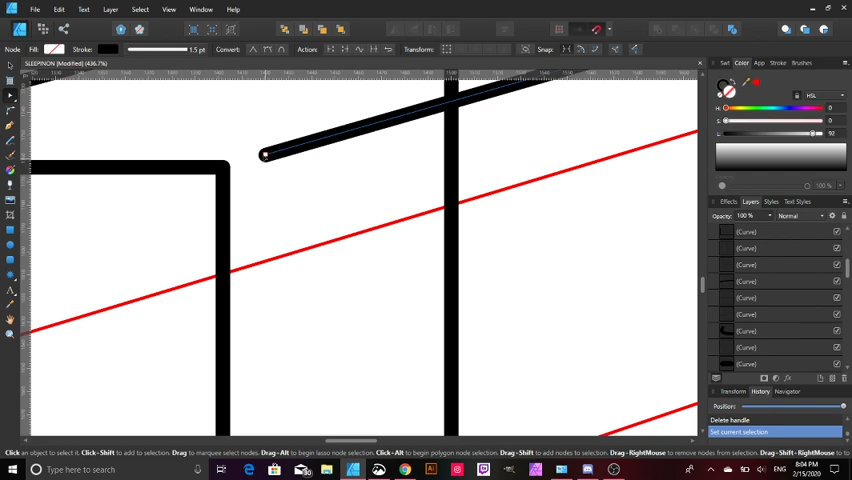 File Edit Text Layer Select View Window Help
Node Fill: Stroke: 1.5 pt Convert: Action: Transform: Snap:
SLEEPINON [Modified] (436.7%)
Set Color App Brushes
HSL
H: 0
S: 0
L: 92
Opacity
100 %
Effects Layers Styles Text Styles
Opacity: 100 % Normal
(Curve)
(Curve)
(Curve)
(Curve)
(Curve)
(Curve)
(Curve)
(Curve)
(Curve)
Transform History Navigator
Position:
Delete handle
Set current selection
Click an object to select it. Click+Shift to add to selection. Drag to marquee select nodes. Drag+Alt to begin lasso node selection. Click+Alt to begin polygon node selection. Drag+Shift to add nodes to selection. Drag+RightMouse to remove nodes from selection. Drag+Shift+RightMouse to
Type here to search
ENG
8:04 PM
2/15/2020